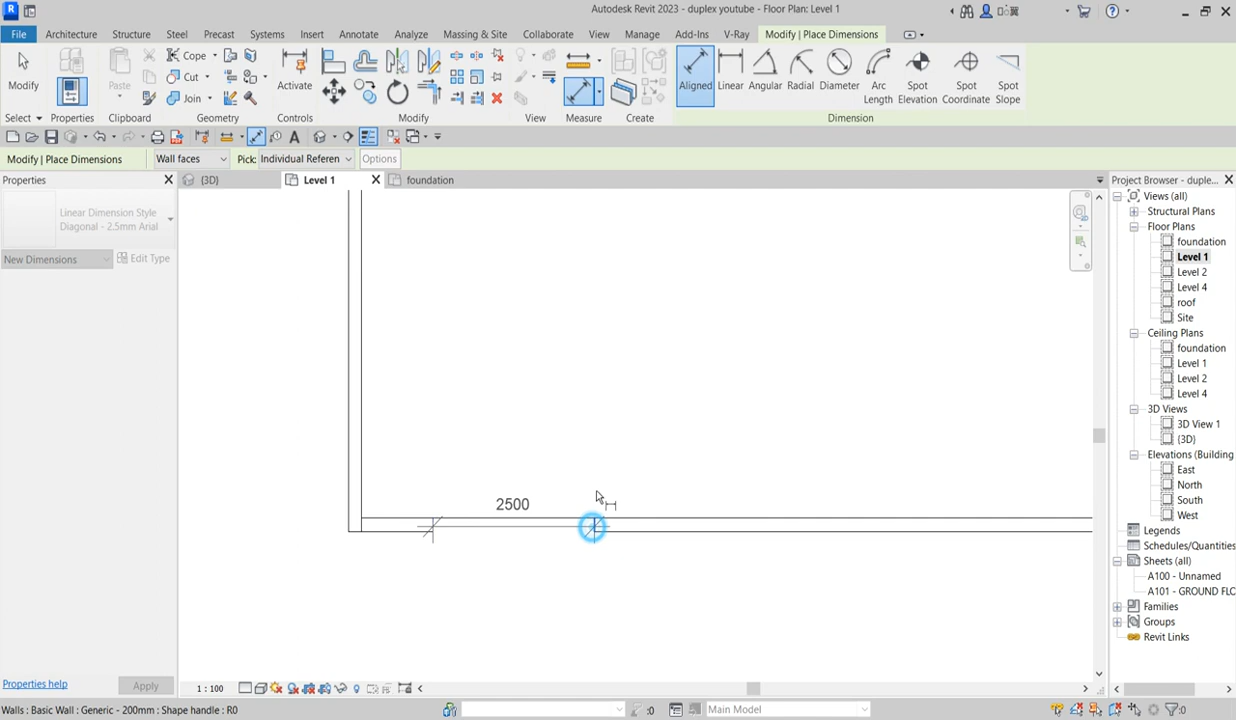 Autodesk Revit 2023 - duplex youtube - Floor Plan: Level 1
File Architecture Structure Steel Precast Systems Insert Annotate Analyze Massing & Site Collaborate View Manage Add-Ins V-Ray Modify | Place Dimensions
Modify
Paste
Cope
Cut
Join
Activate
Aligned Linear Angular Radial Diameter Arc Length Spot Elevation Spot Coordinate Spot Slope
Select Properties Clipboard Geometry Controls Modify View Measure Create Dimension
Modify | Place Dimensions Wall faces Pick: Individual Referen Options
Properties
(3D) Level 1 foundation
Project Browser - duple...
Linear Dimension Style
Diagonal - 2.5mm Arial
New Dimensions Edit Type
2500
Views (all)
Structural Plans
Floor Plans
foundation
Level 1
Level 2
Level 4
roof
Site
Ceiling Plans
foundation
Level 1
Level 2
Level 4
3D Views
3D View 1
{3D}
Elevations (Building
East
North
South
West
Legends
Schedules/Quantities
Sheets (all)
A100 - Unnamed
A101 - GROUND FLO
Families
Groups
Revit Links
Properties help Apply
1 : 100
Walls : Basic Wall : Generic - 200mm : Shape handle : R0 :0 Main Model :0